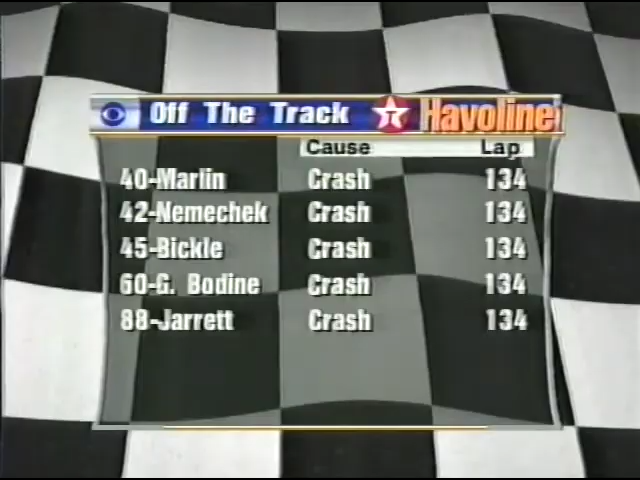 Off The Track Havoline
Cause Lap
40-Marlin Crash 134
42-Nemechek Crash 134
45-Bickle Crash 134
60-G. Bodine Crash 134
88-Jarrett Crash 134